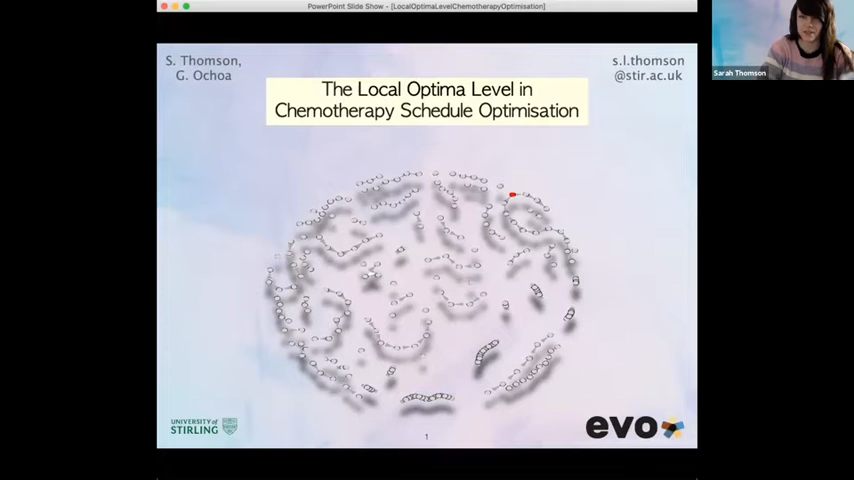 PowerPoint Slide Show - [LocalOptimaLevelChemotherapyOptimisation]
Sarah Thomson
S. Thomson,
G. Ochoa
s.l.thomson
@stir.ac.uk
The Local Optima Level in
Chemotherapy Schedule Optimisation
UNIVERSITY of
STIRLING
evo
1